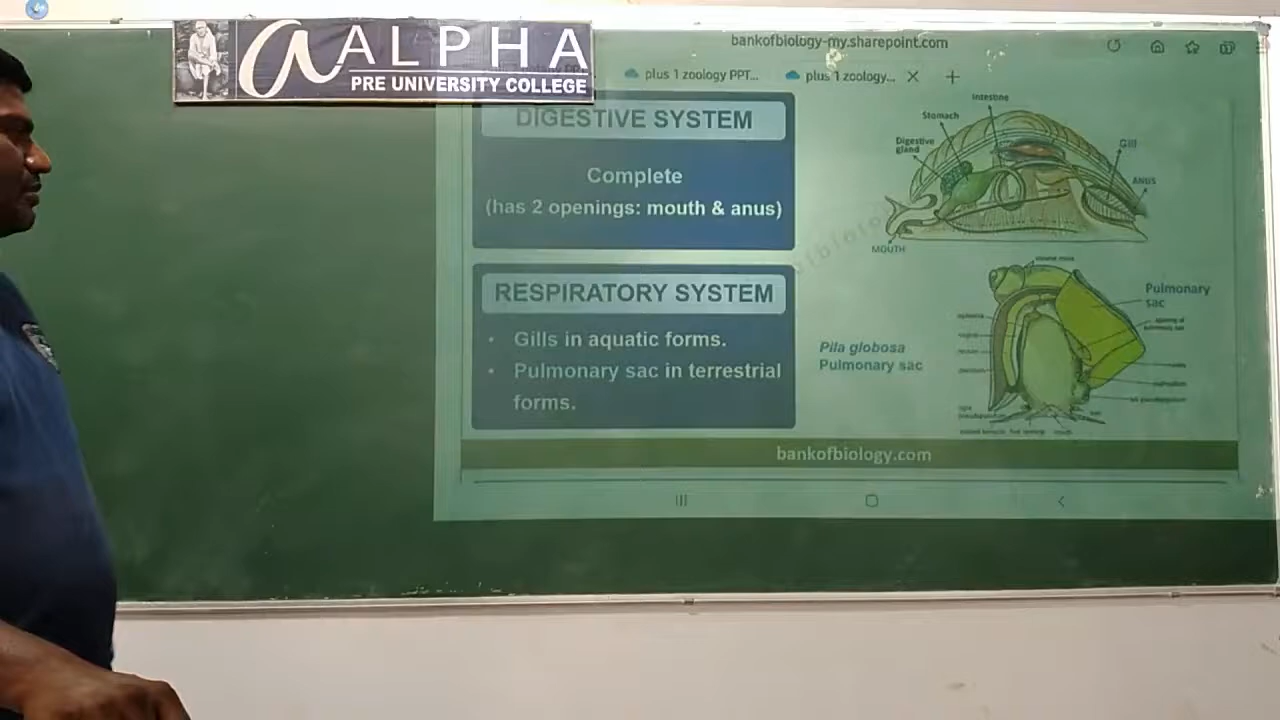 ALPHA
PRE UNIVERSITY COLLEGE
bankofbiology-my.sharepoint.com
plus 1 zoology PPT...
plus 1 zoology...
DIGESTIVE SYSTEM
Complete
(has 2 openings: mouth & anus)
Intestine
Stomach
Digestive
gland
Gill
ANUS
MOUTH
RESPIRATORY SYSTEM
• Gills in aquatic forms.
• Pulmonary sac in terrestrial
forms.
Pila globosa
Pulmonary sac
Pulmonary
sac
bankofbiology.com